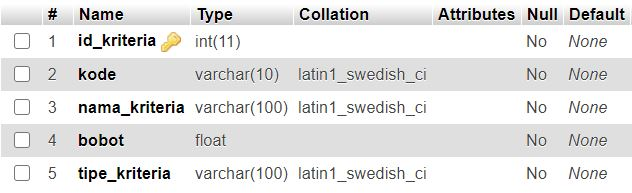 # Name Type Collation Attributes Null Default
1 id_kriteria int(11) No None
2 kode varchar(10) latin1_swedish_ci No None
3 nama_kriteria varchar(100) latin1_swedish_ci No None
4 bobot float No None
5 tipe_kriteria varchar(100) latin1_swedish_ci No None